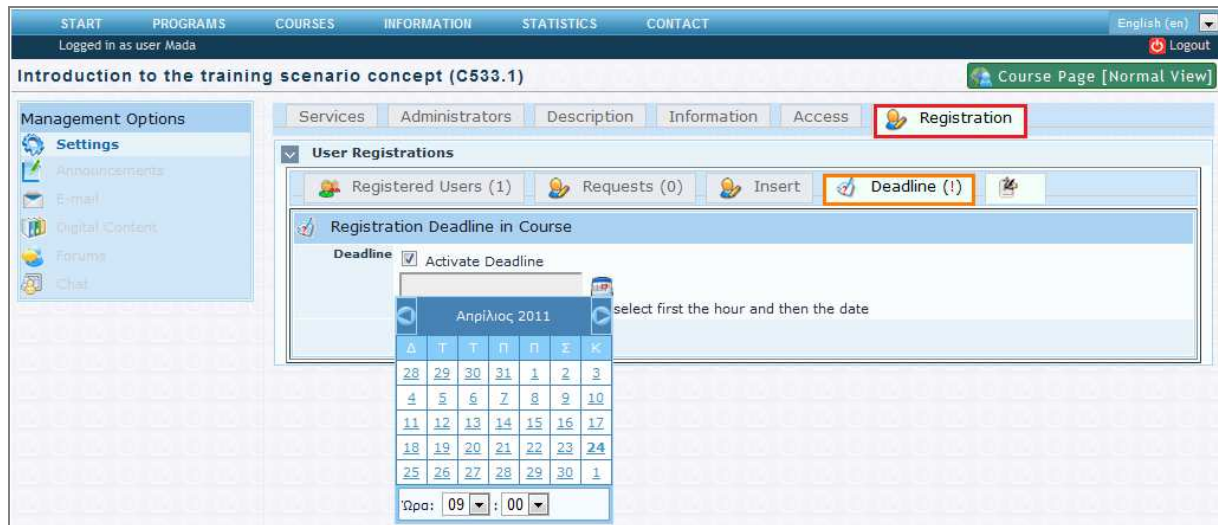 START PROGRAMS COURSES INFORMATION STATISTICS CONTACT English (en)
Logged in as user Mada Logout
Introduction to the training scenario concept (C533.1) Course Page [Normal View]
Management Options
Settings
Announcements
E-mail
Digital Content
Forums
Chat
Services Administrators Description Information Access Registration
User Registrations
Registered Users (1) Requests (0) Insert Deadline (!)
Registration Deadline in Course
Deadline Activate Deadline
select first the hour and then the date
Απρίλιος 2011
Δ Τ Τ Π Π Σ Κ
28 29 30 31 1 2 3
4 5 6 7 8 9 10
11 12 13 14 15 16 17
18 19 20 21 22 23 24
25 26 27 28 29 30 1
Ώρα: 09 : 00